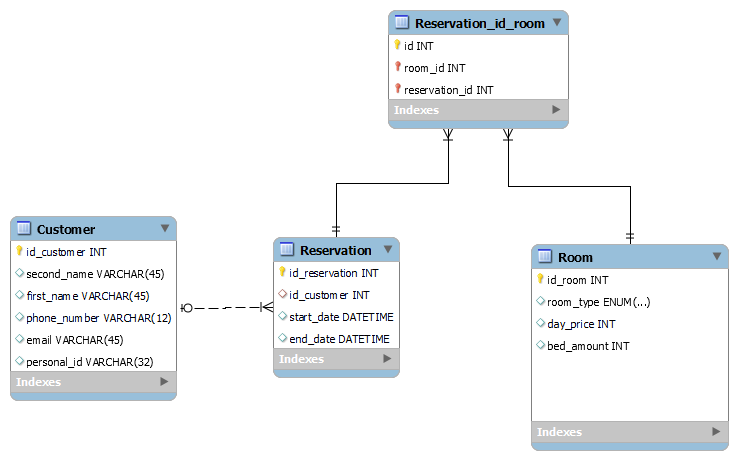 Reservation_id_room
id INT
room_id INT
reservation_id INT
Indexes
Customer
id_customer INT
second_name VARCHAR(45)
first_name VARCHAR(45)
phone_number VARCHAR(12)
email VARCHAR(45)
personal_id VARCHAR(32)
Indexes
Reservation
id_reservation INT
id_customer INT
start_date DATETIME
end_date DATETIME
Indexes
Room
id_room INT
room_type ENUM(...)
day_price INT
bed_amount INT
Indexes